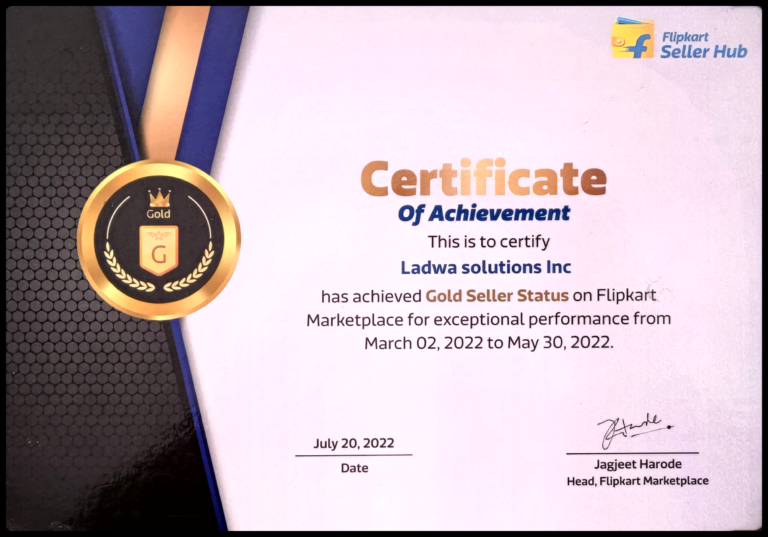 Flipkart
Seller Hub
Gold
G
Certificate
Of Achievement
This is to certify
Ladwa solutions Inc
has achieved Gold Seller Status on Flipkart
Marketplace for exceptional performance from
March 02, 2022 to May 30, 2022.
July 20, 2022
Date
Jagjeet Harode
Head, Flipkart Marketplace